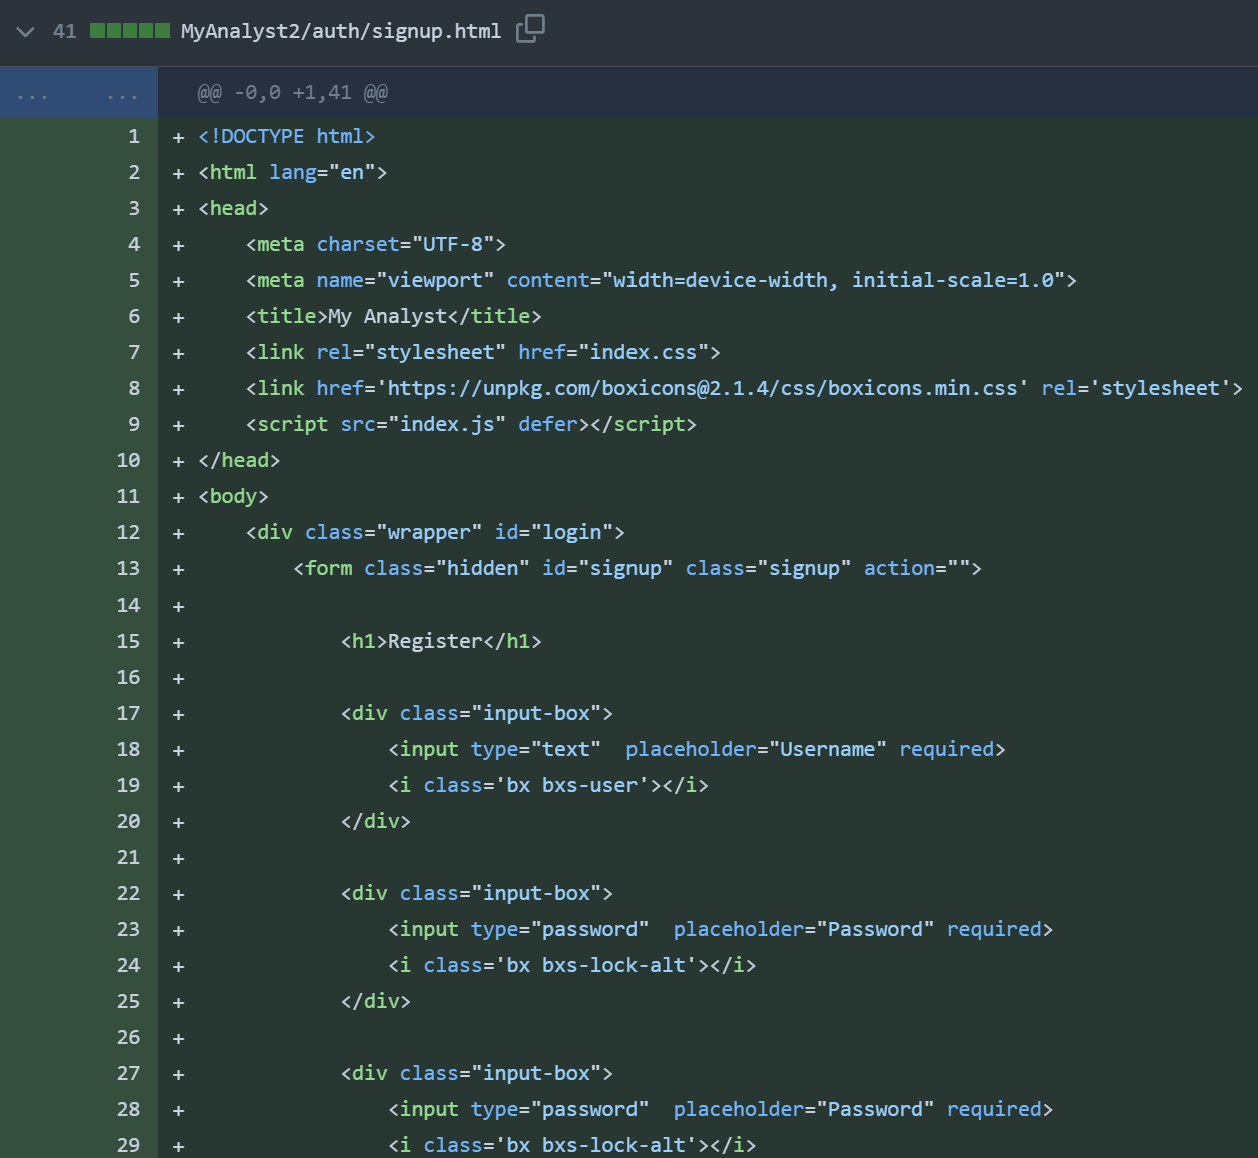 41 MyAnalyst2/auth/signup.html
... ... @@ -0,0 +1,41 @@
1 + <!DOCTYPE html>
2 + <html lang="en">
3 + <head>
4 +     <meta charset="UTF-8">
5 +     <meta name="viewport" content="width=device-width, initial-scale=1.0">
6 +     <title>My Analyst</title>
7 +     <link rel="stylesheet" href="index.css">
8 +     <link href='https://unpkg.com/boxicons@2.1.4/css/boxicons.min.css' rel='stylesheet'>
9 +     <script src="index.js" defer></script>
10 + </head>
11 + <body>
12 +     <div class="wrapper" id="login">
13 +         <form class="hidden" id="signup" class="signup" action="">
14 +
15 +             <h1>Register</h1>
16 +
17 +             <div class="input-box">
18 +                 <input type="text"  placeholder="Username" required>
19 +                 <i class='bx bxs-user'></i>
20 +             </div>
21 +
22 +             <div class="input-box">
23 +                 <input type="password"  placeholder="Password" required>
24 +                 <i class='bx bxs-lock-alt'></i>
25 +             </div>
26 +
27 +             <div class="input-box">
28 +                 <input type="password"  placeholder="Password" required>
29 +                 <i class='bx bxs-lock-alt'></i>